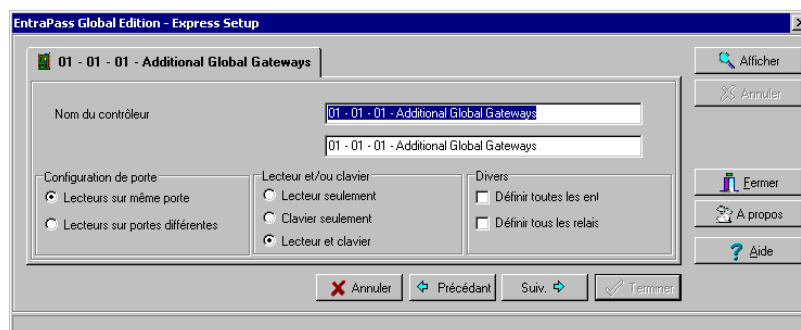 EntraPass Global Edition - Express Setup
01 - 01 - 01 - Additional Global Gateways
Afficher
Annuler
Nom du contrôleur
01 - 01 - 01 - Additional Global Gateways
01 - 01 - 01 - Additional Global Gateways
Configuration de porte
Lecteurs sur même porte
Lecteurs sur portes différentes
Lecteur et/ou clavier
Lecteur seulement
Clavier seulement
Lecteur et clavier
Divers
Définir toutes les ent
Définir tous les relais
Fermer
A propos
Aide
Annuler
Précédant
Suiv.
Terminer